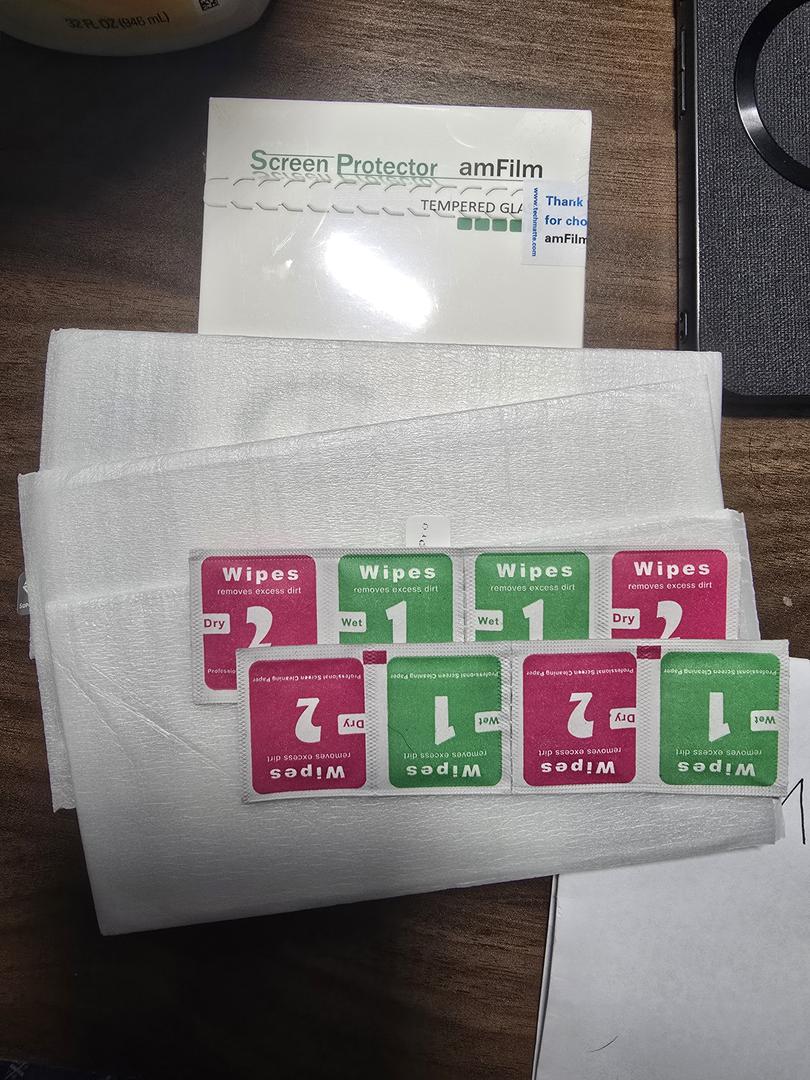 32 FL OZ (946 mL)
Screen Protector amFilm
TEMPERED GLA
www.techmatte.com
Thank
for cho
amFilm
Wipes
removes excess dirt
Dry
2
Professio
Wipes
removes excess dirt
Wet
1
Wipes
removes excess dirt
Wet
1
Wipes
removes excess dirt
Dry
2
Wipes
removes excess dirt
Dry
2
Professional Screen Cleaning Paper
Wipes
removes excess dirt
Wet
1
Professional Screen Cleaning Paper
Wipes
removes excess dirt
Dry
2
Professional Screen Cleaning Paper
Wipes
removes excess dirt
Wet
1
Professional Screen Cleaning Paper